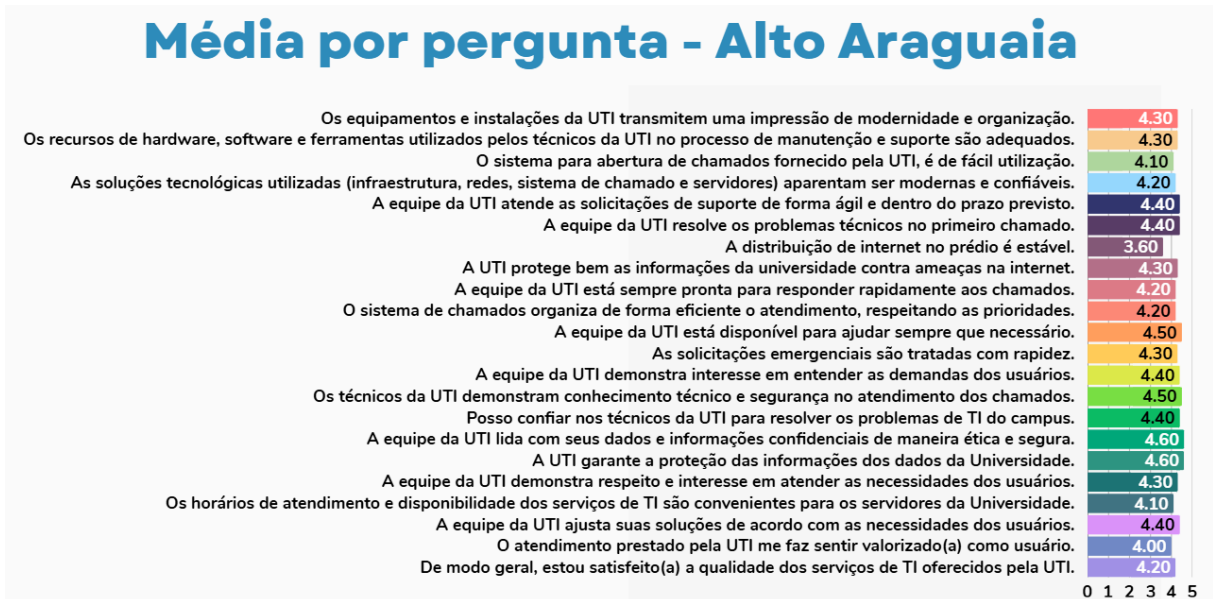 Média por pergunta - Alto Araguaia
Os equipamentos e instalações da UTI transmitem uma impressão de modernidade e organização. 4.30
Os recursos de hardware, software e ferramentas utilizados pelos técnicos da UTI no processo de manutenção e suporte são adequados. 4.30
O sistema para abertura de chamados fornecido pela UTI, é de fácil utilização. 4.10
As soluções tecnológicas utilizadas (infraestrutura, redes, sistema de chamado e servidores) aparentam ser modernas e confiáveis. 4.20
A equipe da UTI atende as solicitações de suporte de forma ágil e dentro do prazo previsto. 4.40
A equipe da UTI resolve os problemas técnicos no primeiro chamado. 4.40
A distribuição de internet no prédio é estável. 3.60
A UTI protege bem as informações da universidade contra ameaças na internet. 4.30
A equipe da UTI está sempre pronta para responder rapidamente aos chamados. 4.20
O sistema de chamados organiza de forma eficiente o atendimento, respeitando as prioridades. 4.20
A equipe da UTI está disponível para ajudar sempre que necessário. 4.50
As solicitações emergenciais são tratadas com rapidez. 4.30
A equipe da UTI demonstra interesse em entender as demandas dos usuários. 4.40
Os técnicos da UTI demonstram conhecimento técnico e segurança no atendimento dos chamados. 4.50
Posso confiar nos técnicos da UTI para resolver os problemas de TI do campus. 4.40
A equipe da UTI lida com seus dados e informações confidenciais de maneira ética e segura. 4.60
A UTI garante a proteção das informações dos dados da Universidade. 4.60
A equipe da UTI demonstra respeito e interesse em atender as necessidades dos usuários. 4.30
Os horários de atendimento e disponibilidade dos serviços de TI são convenientes para os servidores da Universidade. 4.10
A equipe da UTI ajusta suas soluções de acordo com as necessidades dos usuários. 4.40
O atendimento prestado pela UTI me faz sentir valorizado(a) como usuário. 4.00
De modo geral, estou satisfeito(a) a qualidade dos serviços de TI oferecidos pela UTI. 4.20
0 1 2 3 4 5